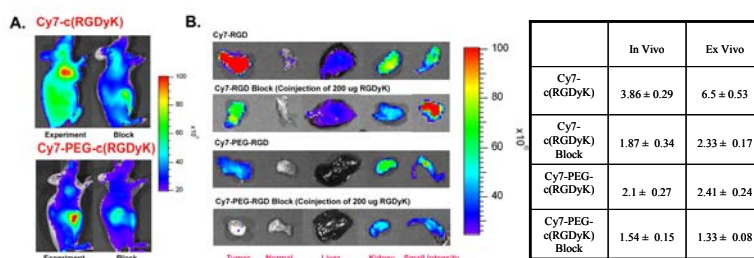 A.
Cy7-c(RGDyK)
100
80
60
40
20
x10⁶
Experiment Block
Cy7-PEG-c(RGDyK)
Experiment Block
B.
Cy7-RGD
Cy7-RGD Block (Coinjection of 200 ug RGDyK)
Cy7-PEG-RGD
Cy7-PEG-RGD Block (Coinjection of 200 ug RGDyK)
Tumor Normal Liver Kidney Small Intensity
100
80
60
40
x10⁶
In Vivo Ex Vivo
Cy7-
c(RGDyK) 3.86 ± 0.29 6.5 ± 0.53
Cy7-
c(RGDyK) 1.87 ± 0.34 2.33 ± 0.17
Block
Cy7-PEG-
c(RGDyK) 2.1 ± 0.27 2.41 ± 0.24
Cy7-PEG-
c(RGDyK) 1.54 ± 0.15 1.33 ± 0.08
Block